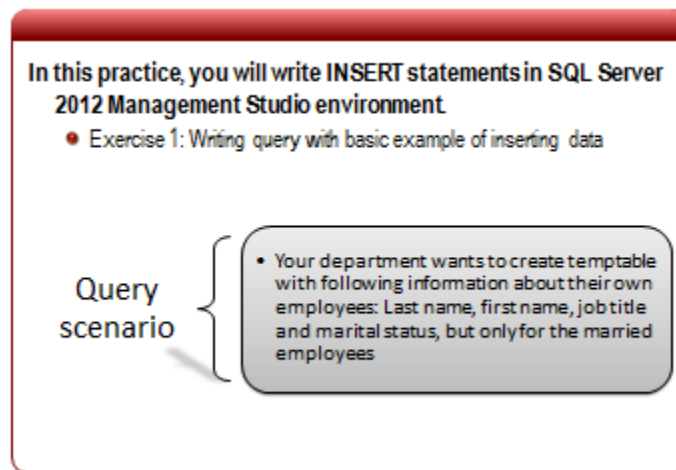 In this practice, you will write INSERT statements in SQL Server
2012 Management Studio environment.
Exercise 1: Writing query with basic example of inserting data
Query
scenario
• Your department wants to create temptable
with following information about their own
employees: Last name, first name, job title
and marital status, but only for the married
employees